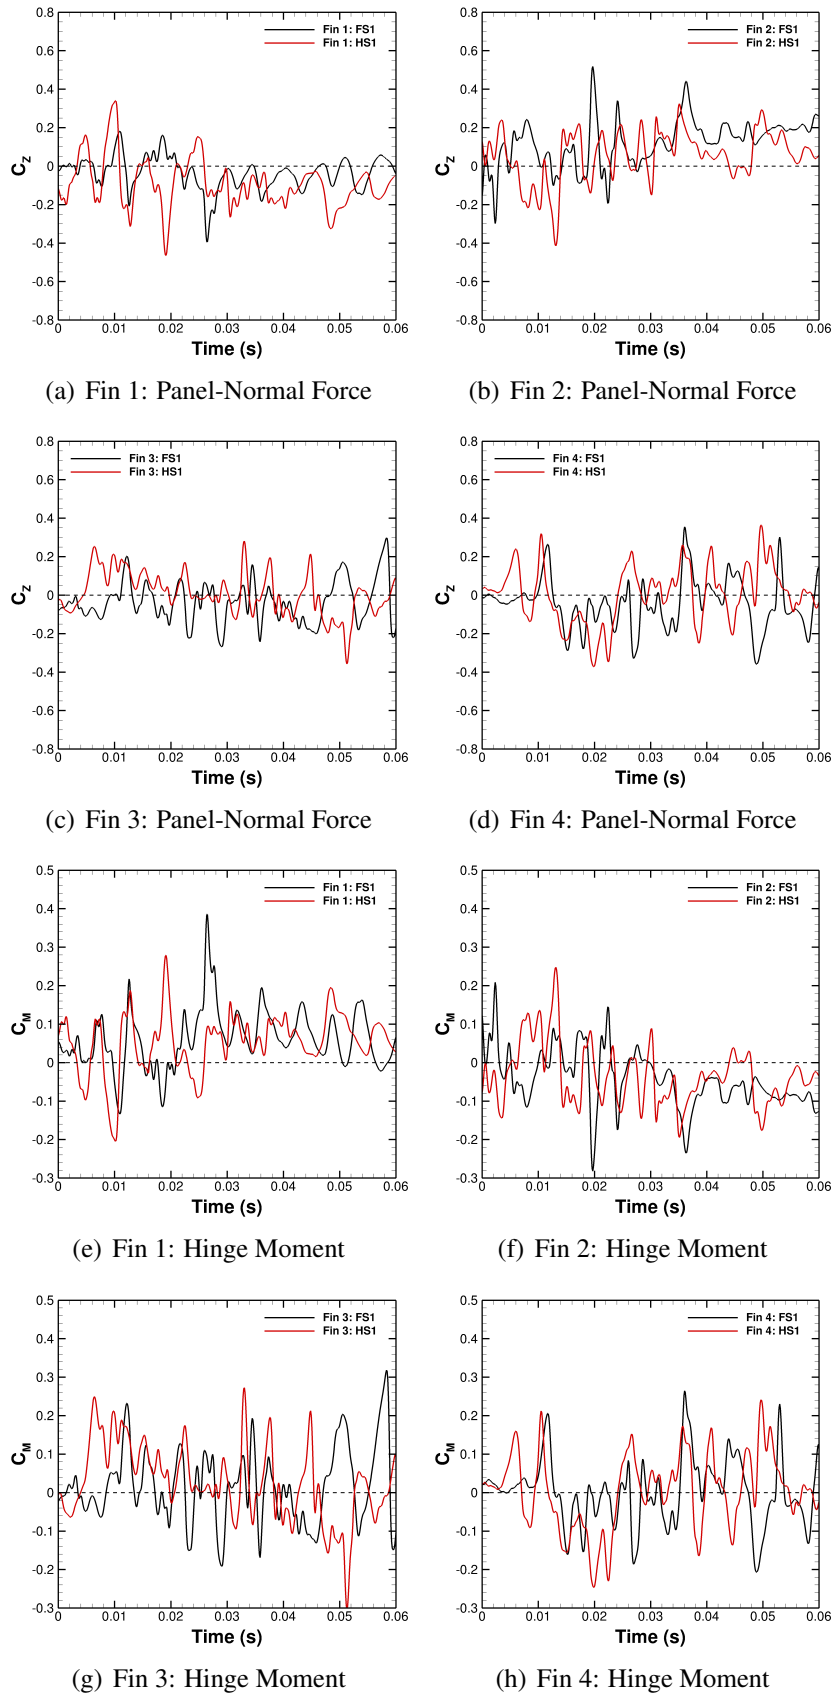 0.8
0.6
0.4
0.2
0
-0.2
-0.4
-0.6
-0.8
C_Z
Fin 1: FS1
Fin 1: HS1
0 0.01 0.02 0.03 0.04 0.05 0.06
Time (s)
(a) Fin 1: Panel-Normal Force
0.8
0.6
0.4
0.2
0
-0.2
-0.4
-0.6
-0.8
C_Z
Fin 2: FS1
Fin 2: HS1
0 0.01 0.02 0.03 0.04 0.05 0.06
Time (s)
(b) Fin 2: Panel-Normal Force
0.8
0.6
0.4
0.2
0
-0.2
-0.4
-0.6
-0.8
C_Z
Fin 3: FS1
Fin 3: HS1
0 0.01 0.02 0.03 0.04 0.05 0.06
Time (s)
(c) Fin 3: Panel-Normal Force
0.8
0.6
0.4
0.2
0
-0.2
-0.4
-0.6
-0.8
C_Z
Fin 4: FS1
Fin 4: HS1
0 0.01 0.02 0.03 0.04 0.05 0.06
Time (s)
(d) Fin 4: Panel-Normal Force
0.5
0.4
0.3
0.2
0.1
0
-0.1
-0.2
-0.3
C_M
Fin 1: FS1
Fin 1: HS1
0 0.01 0.02 0.03 0.04 0.05 0.06
Time (s)
(e) Fin 1: Hinge Moment
0.5
0.4
0.3
0.2
0.1
0
-0.1
-0.2
-0.3
C_M
Fin 2: FS1
Fin 2: HS1
0 0.01 0.02 0.03 0.04 0.05 0.06
Time (s)
(f) Fin 2: Hinge Moment
0.5
0.4
0.3
0.2
0.1
0
-0.1
-0.2
-0.3
C_M
Fin 3: FS1
Fin 3: HS1
0 0.01 0.02 0.03 0.04 0.05 0.06
Time (s)
(g) Fin 3: Hinge Moment
0.5
0.4
0.3
0.2
0.1
0
-0.1
-0.2
-0.3
C_M
Fin 4: FS1
Fin 4: HS1
0 0.01 0.02 0.03 0.04 0.05 0.06
Time (s)
(h) Fin 4: Hinge Moment